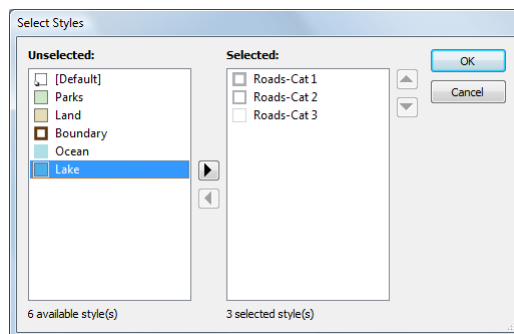 Select Styles
Unselected:
[Default]
Parks
Land
Boundary
Ocean
Lake
6 available style(s)
Selected:
Roads-Cat 1
Roads-Cat 2
Roads-Cat 3
3 selected style(s)
OK
Cancel